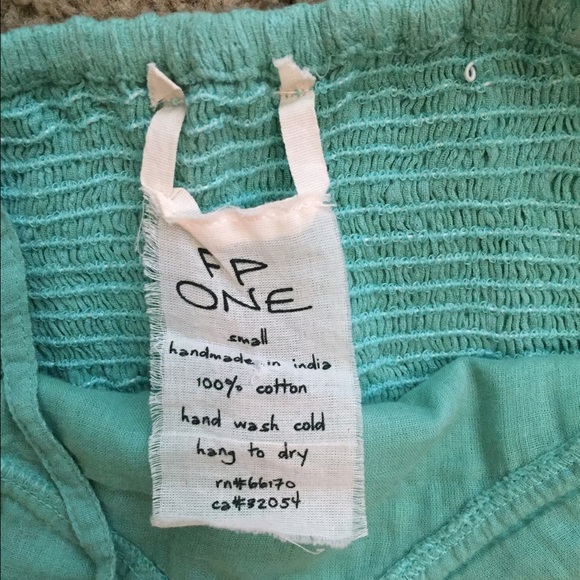 FP
ONE
small
handmade in india
100% cotton
hand wash cold
hang to dry
rn#66170
ca#32054